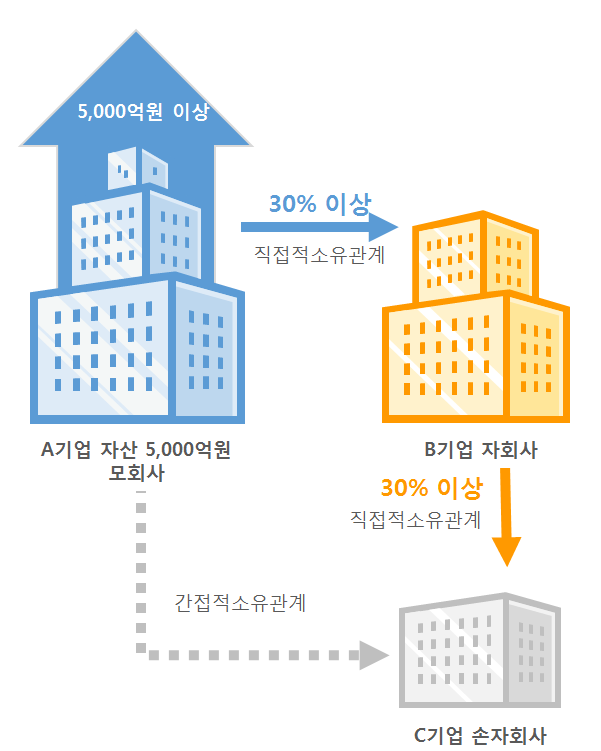 5,000억원 이상
30% 이상
직접적소유관계
A기업 자산 5,000억원
모회사
B기업 자회사
30% 이상
직접적소유관계
간접적소유관계
C기업 손자회사